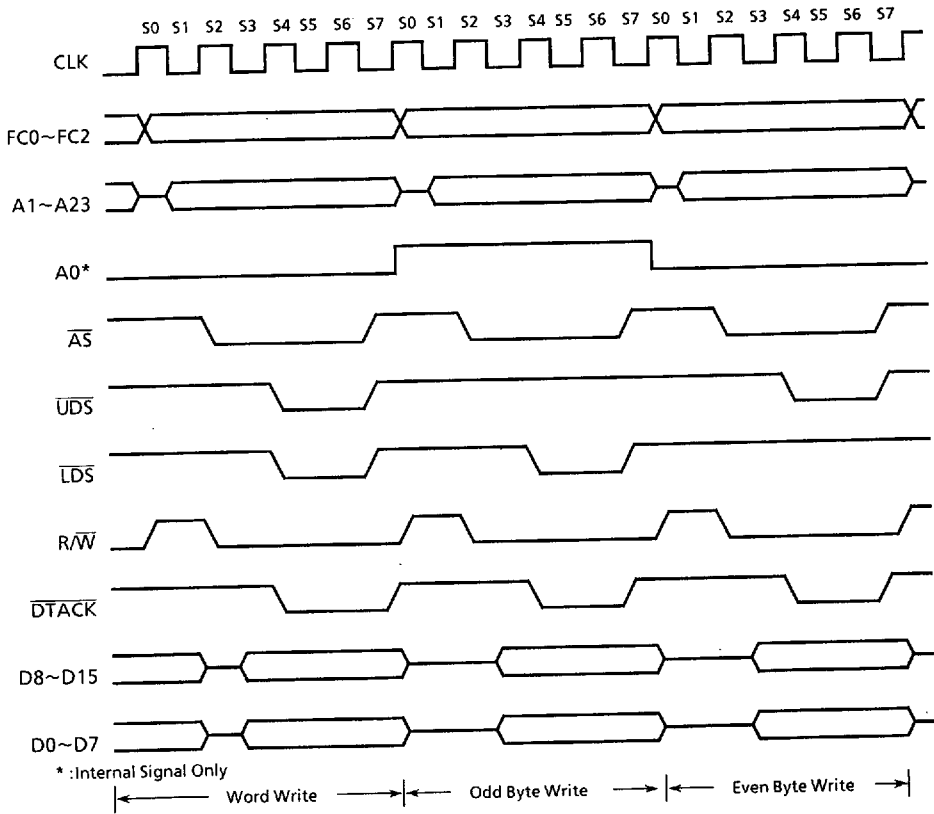 S0 S1 S2 S3 S4 S5 S6 S7 S0 S1 S2 S3 S4 S5 S6 S7 S0 S1 S2 S3 S4 S5 S6 S7
CLK
FC0~FC2
A1~A23
A0*
AS
UDS
LDS
R/W
DTACK
D8~D15
D0~D7
* :Internal Signal Only
Word Write Odd Byte Write Even Byte Write